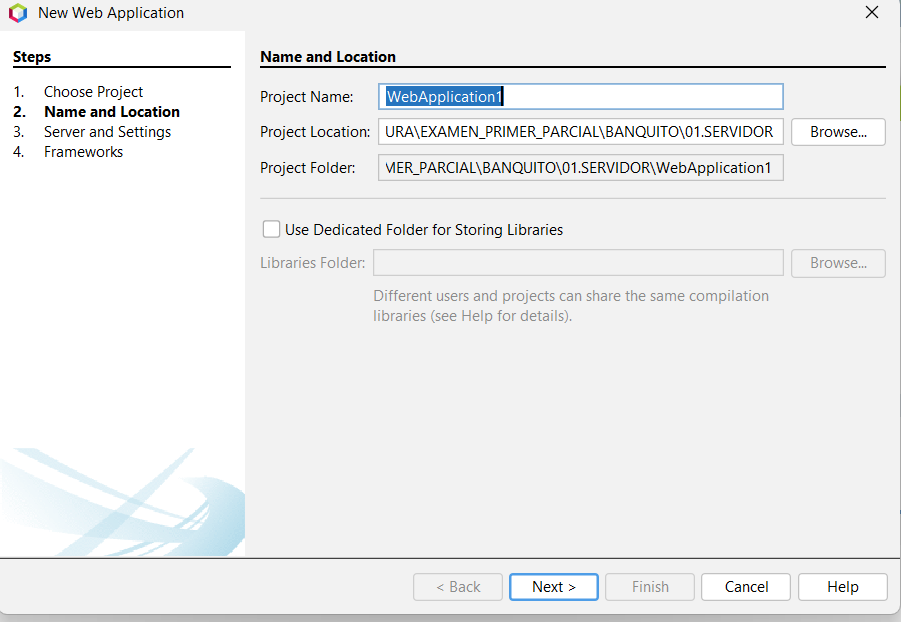 New Web Application
Steps
1. Choose Project
2. Name and Location
3. Server and Settings
4. Frameworks
Name and Location
Project Name: WebApplication1
Project Location: URA\EXAMEN_PRIMER_PARCIAL\BANQUITO\01.SERVIDOR Browse...
Project Folder: MER_PARCIAL\BANQUITO\01.SERVIDOR\WebApplication1
Use Dedicated Folder for Storing Libraries
Libraries Folder: Browse...
Different users and projects can share the same compilation
libraries (see Help for details).
< Back Next > Finish Cancel Help